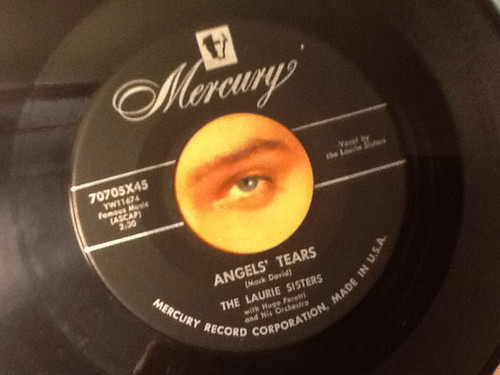 Mercury
70705X45
YW11674
Famous Music
(ASCAP)
2:30
Vocal by
the Laurie Sisters
ANGELS' TEARS
(Mack David)
THE LAURIE SISTERS
with Hugo Peretti
and His Orchestra
MERCURY RECORD CORPORATION, MADE IN U.S.A.